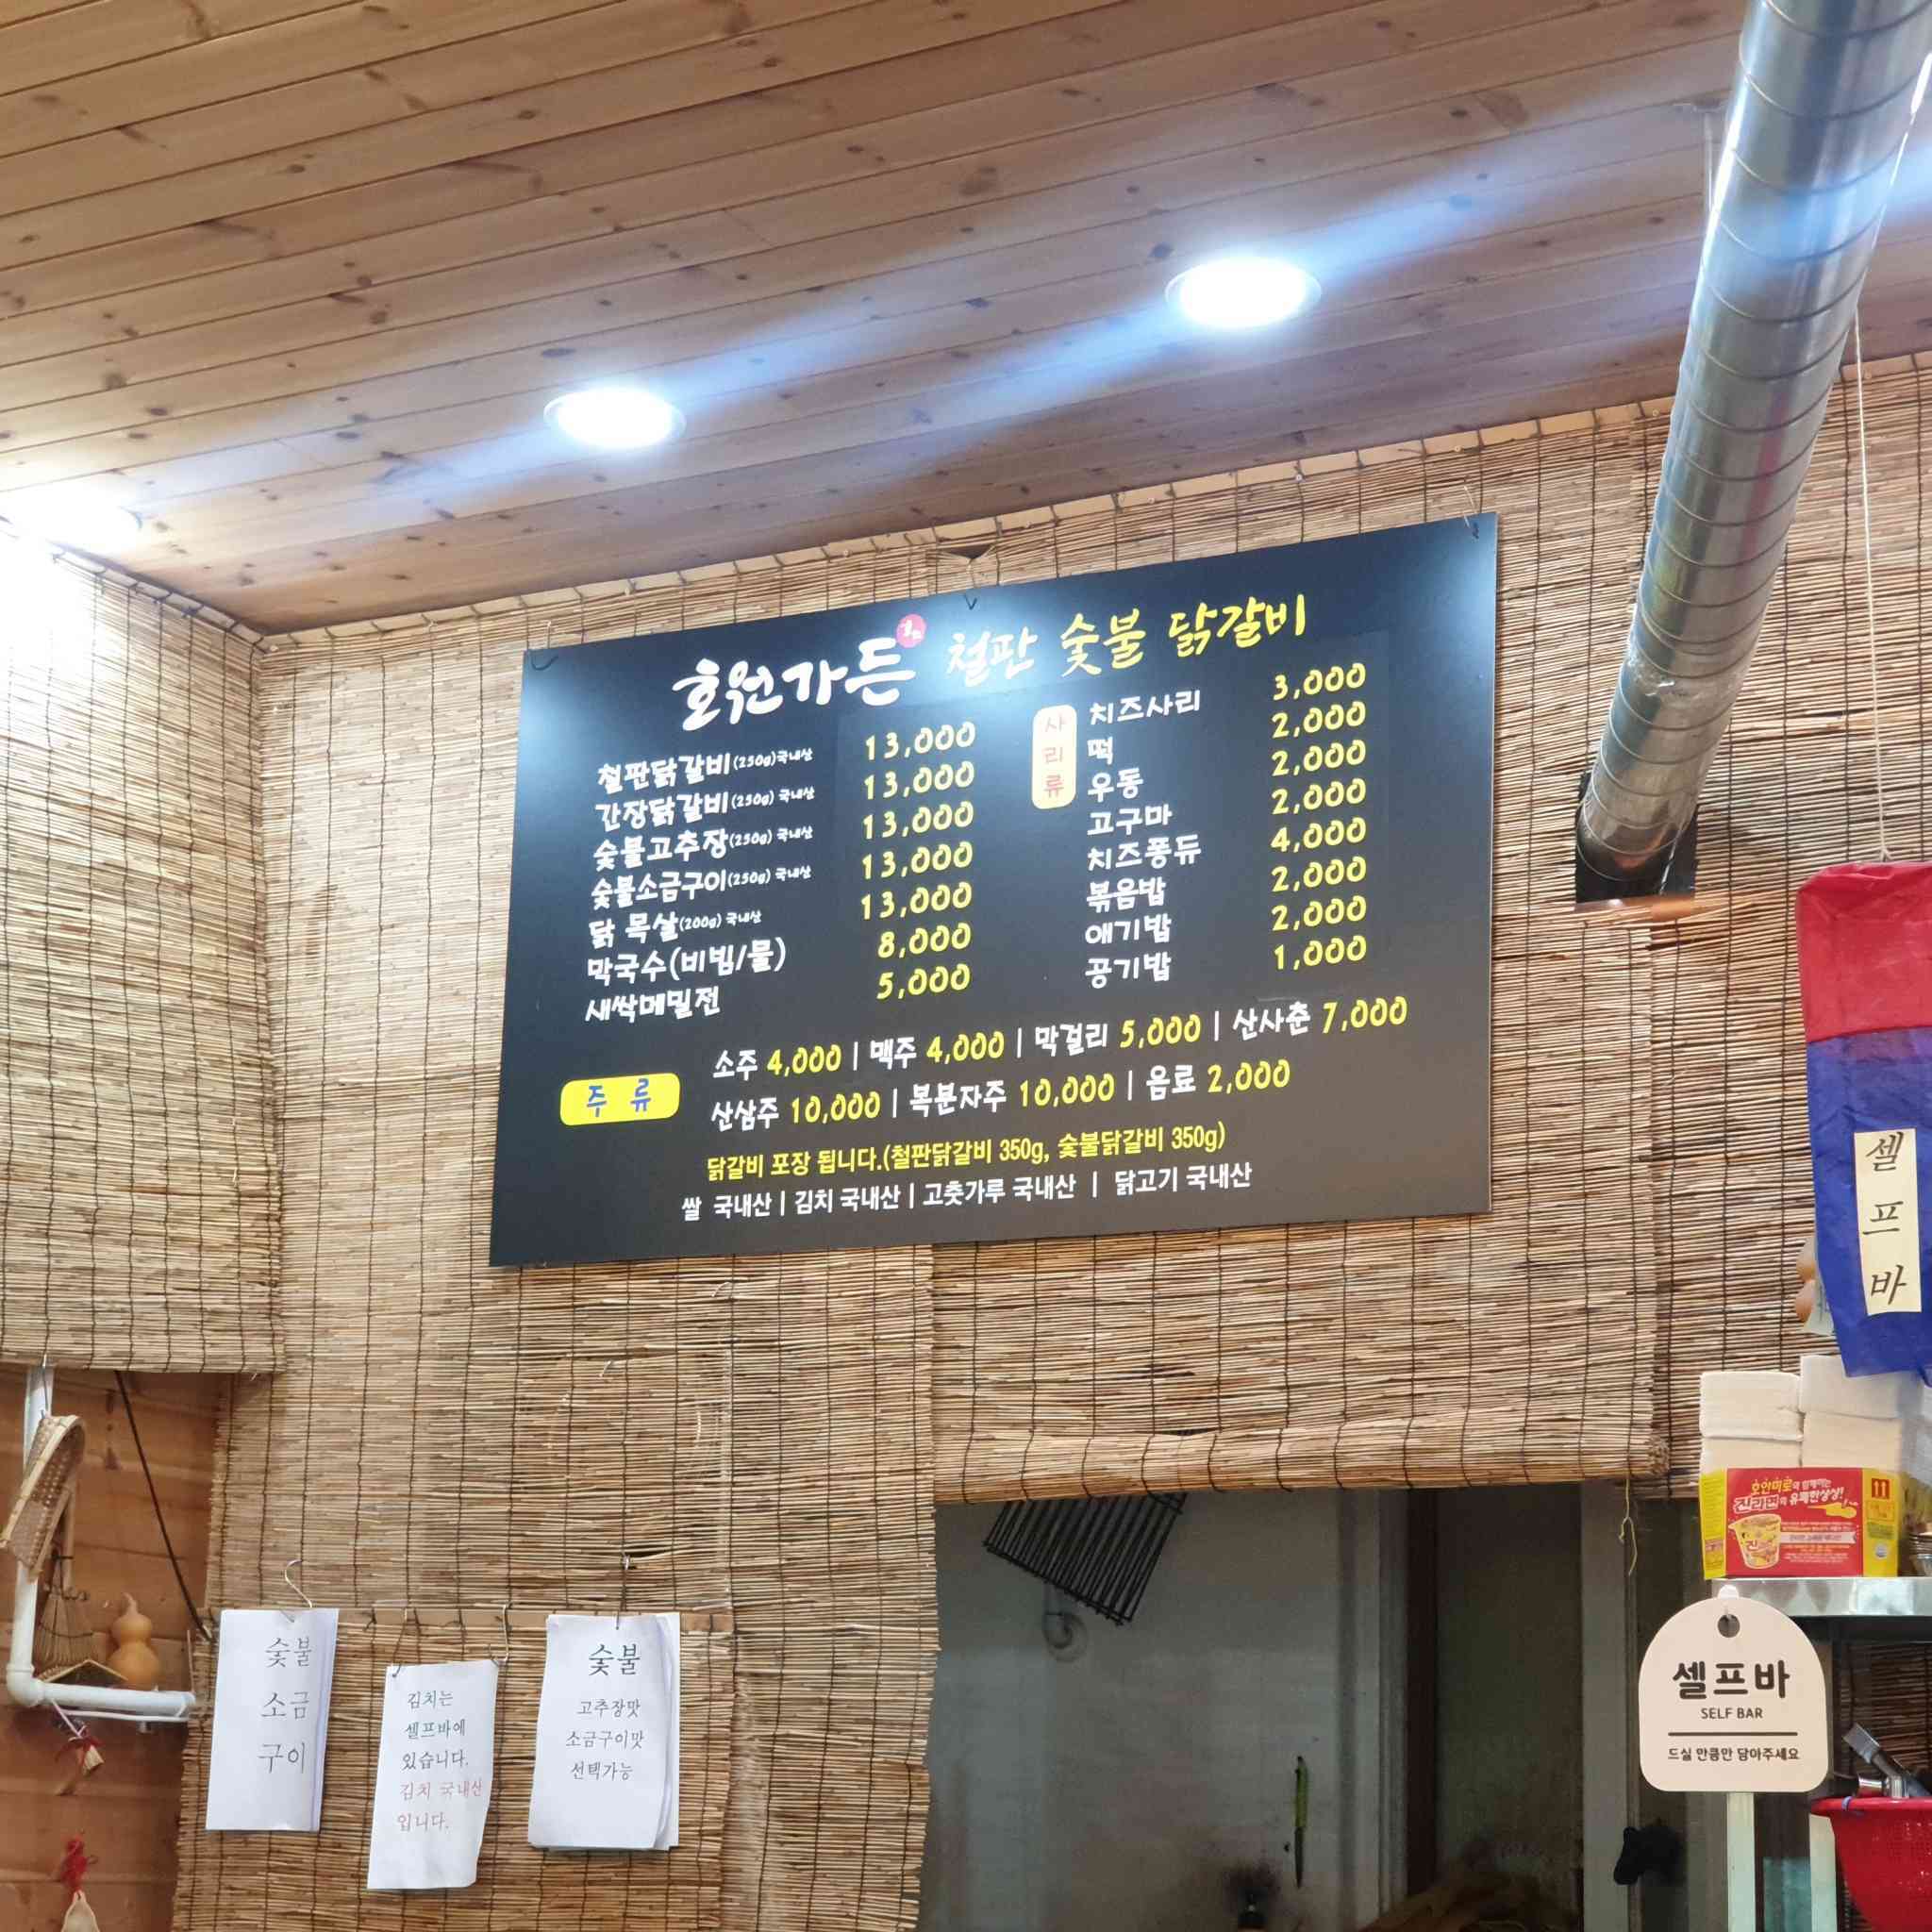 호원가든 철판 숯불 닭갈비
철판닭갈비(250g)국내산 13,000
간장닭갈비(250g) 국내산 13,000
숯불고추장(250g) 국내산 13,000
숯불소금구이(250g) 국내산 13,000
닭 목살(200g) 국내산 13,000
막국수(비빔/물) 8,000
새싹메밀전 5,000
사리류
치즈사리 3,000
떡 2,000
우동 2,000
고구마 2,000
치즈퐁듀 4,000
볶음밥 2,000
애기밥 2,000
공기밥 1,000
주 류
소주 4,000 | 맥주 4,000 | 막걸리 5,000 | 산사춘 7,000
산삼주 10,000 | 복분자주 10,000 | 음료 2,000
닭갈비 포장 됩니다.(철판닭갈비 350g, 숯불닭갈비 350g)
쌀 국내산 | 김치 국내산 | 고춧가루 국내산 | 닭고기 국내산
숯불
소금
구이
김치는
셀프바에
있습니다.
김치 국내산
입니다.
숯불
고추장맛
소금구이맛
선택가능
셀프바
진라면의 유쾌한상상!
셀프바
SELF BAR
드실 만큼만 담아주세요